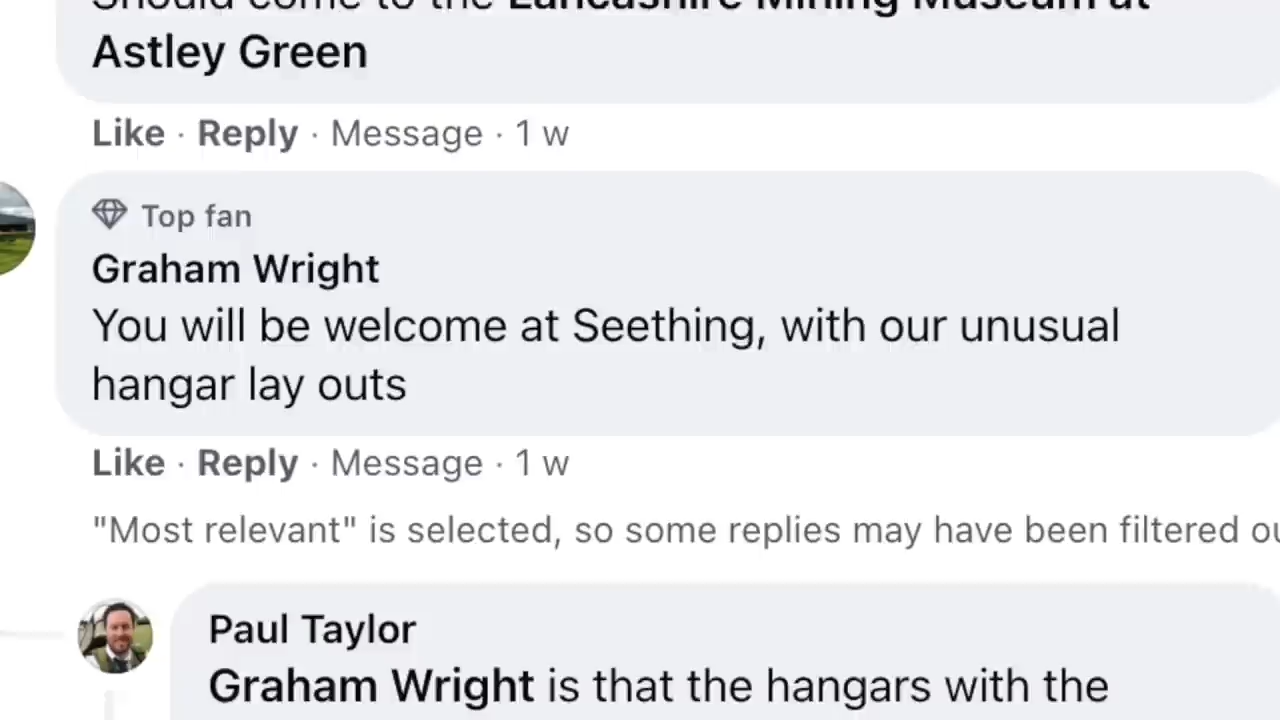 Should come to the Lancashire Mining Museum at
Astley Green
Like · Reply · Message · 1 w
Top fan
Graham Wright
You will be welcome at Seething, with our unusual
hangar lay outs
Like · Reply · Message · 1 w
"Most relevant" is selected, so some replies may have been filtered ou
Paul Taylor
Graham Wright is that the hangars with the